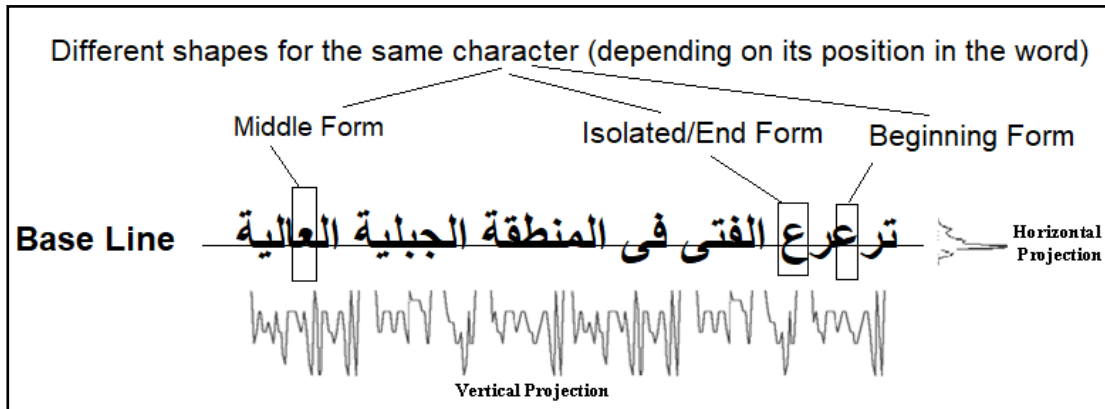 Different shapes for the same character (depending on its position in the word)
Middle Form
Isolated/End Form
Beginning Form
Base Line
ترعرع الفتى فى المنطقة الجبلية العالية
Horizontal
Projection
Vertical Projection